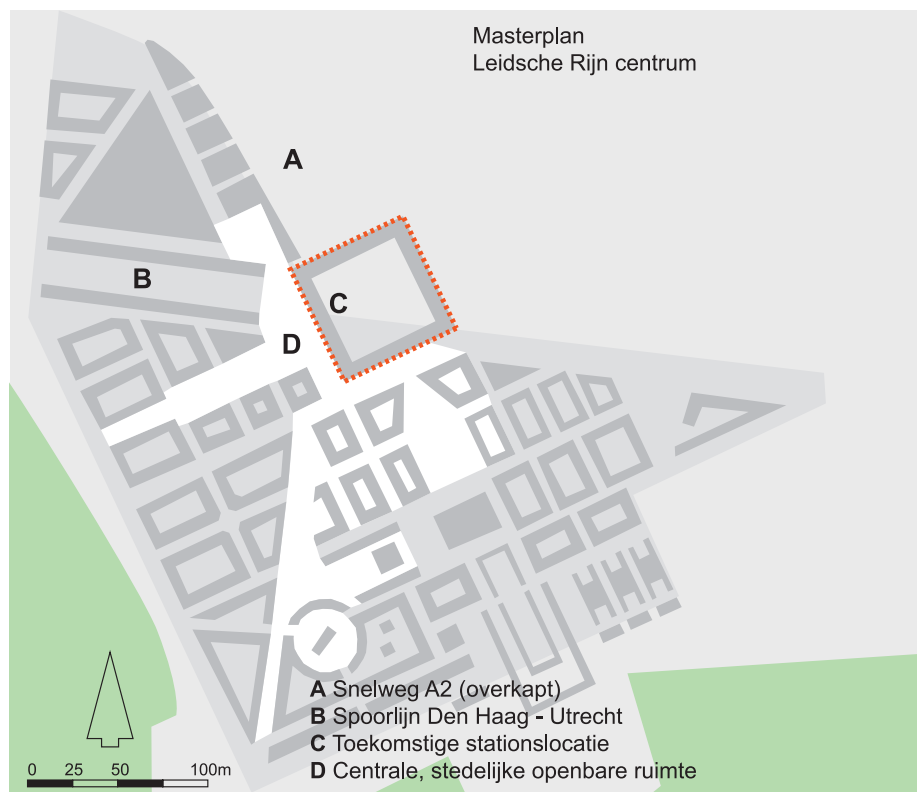 Masterplan
Leidsche Rijn centrum
A
B
C
D
A Snelweg A2 (overkapt)
B Spoorlijn Den Haag - Utrecht
C Toekomstige stationslocatie
D Centrale, stedelijke openbare ruimte
0 25 50 100m